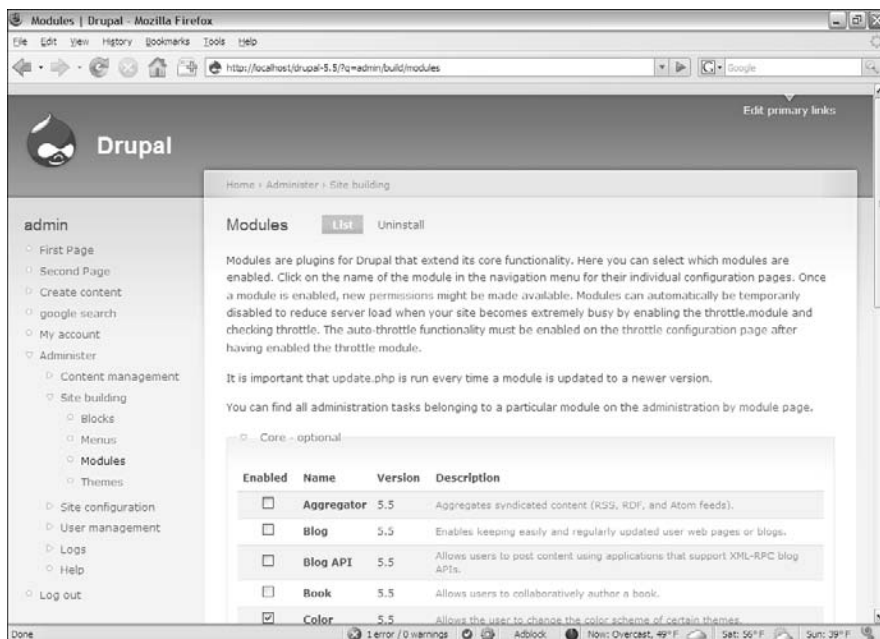 Modules | Drupal - Mozilla Firefox
File Edit View History Bookmarks Tools Help
http://localhost/drupal-5.5/?q=admin/build/modules
Google
Edit primary links
Drupal
Home › Administer › Site building
admin
First Page
Second Page
Create content
google search
My account
Administer
Content management
Site building
Blocks
Menus
Modules
Themes
Site configuration
User management
Logs
Help
Log out
Modules List Uninstall
Modules are plugins for Drupal that extend its core functionality. Here you can select which modules are
enabled. Click on the name of the module in the navigation menu for their individual configuration pages. Once
a module is enabled, new permissions might be made available. Modules can automatically be temporarily
disabled to reduce server load when your site becomes extremely busy by enabling the throttle.module and
checking throttle. The auto-throttle functionality must be enabled on the throttle configuration page after
having enabled the throttle module.
It is important that update.php is run every time a module is updated to a newer version.
You can find all administration tasks belonging to a particular module on the administration by module page.
Core - optional
Enabled Name Version Description
Aggregator 5.5 Aggregates syndicated content (RSS, RDF, and Atom feeds).
Blog 5.5 Enables keeping easily and regularly updated user web pages or blogs.
Blog API 5.5 Allows users to post content using applications that support XML-RPC blog
APIs.
Book 5.5 Allows users to collaboratively author a book.
Color 5.5 Allows the user to change the color scheme of certain themes.
Done 1 error / 0 warnings Adblock Now: Overcast, 49°F Sat: 56°F Sun: 39°F